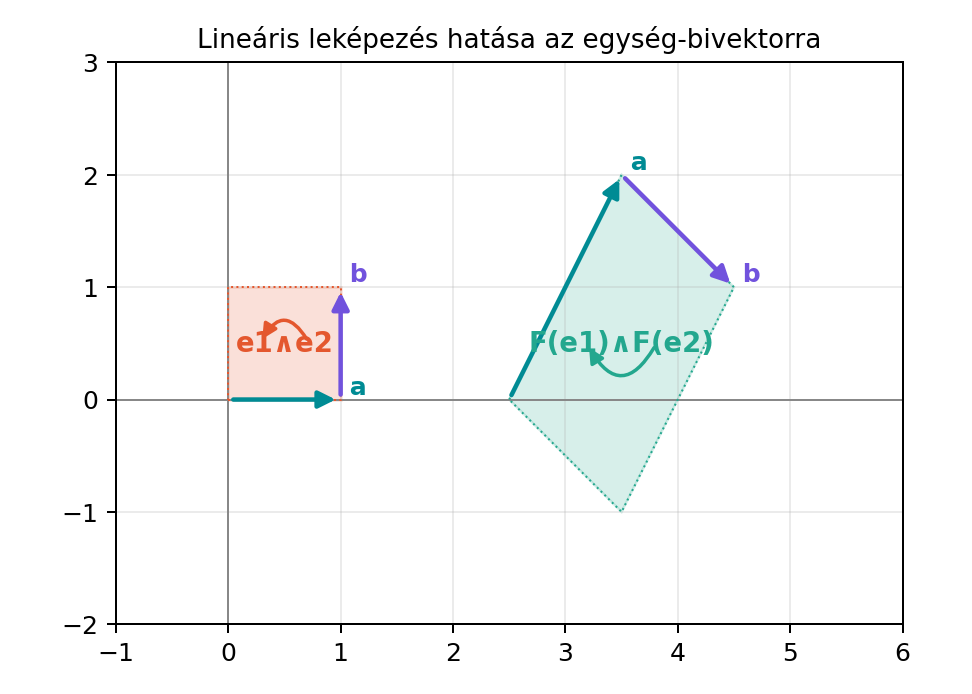 Lineáris leképezés hatása az egység-bivektorra
3
2
1
0
−1
−2
−1
0
1
2
3
4
5
6
a
b
b
e1∧e2
a
F(e1)∧F(e2)